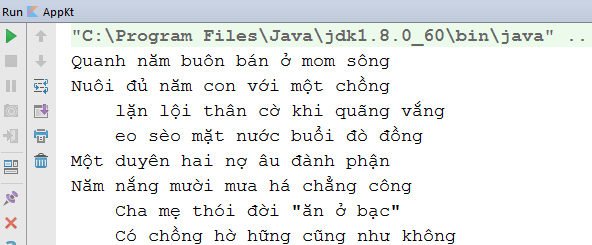 Run AppKt
"C:\Program Files\Java\jdk1.8.0_60\bin\java" ..
Quanh năm buôn bán ở mom sông
Nuôi đủ năm con với một chồng
lặn lội thân cờ khi quãng vắng
eo sèo mặt nước buổi đò đồng
Một duyên hai nợ âu đành phận
Năm nắng mười mưa há chẳng công
Cha mẹ thói đời "ăn ở bạc"
Có chồng hờ hững cũng như không